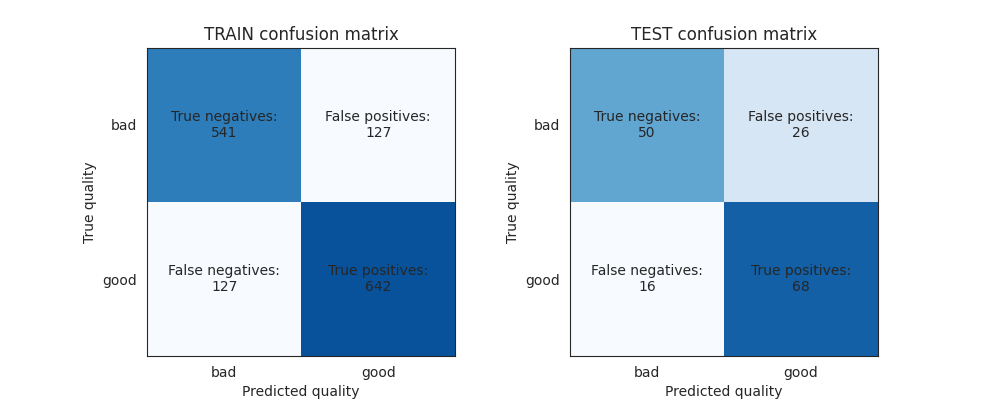 TRAIN confusion matrix
True quality
bad
good
True negatives:
541
False positives:
127
False negatives:
127
True positives:
642
bad
good
Predicted quality
TEST confusion matrix
True quality
bad
good
True negatives:
50
False positives:
26
False negatives:
16
True positives:
68
bad
good
Predicted quality